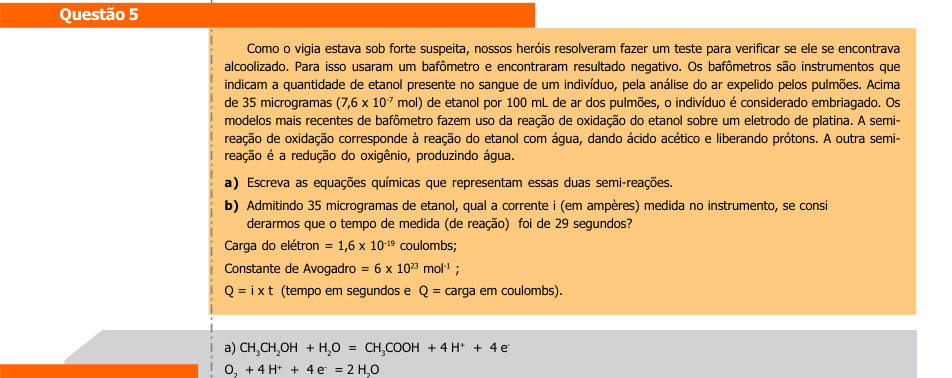 Questão 5
Como o vigia estava sob forte suspeita, nossos heróis resolveram fazer um teste para verificar se ele se encontrava
alcoolizado. Para isso usaram um bafômetro e encontraram resultado negativo. Os bafômetros são instrumentos que
indicam a quantidade de etanol presente no sangue de um indivíduo, pela análise do ar expelido pelos pulmões. Acima
de 35 microgramas (7,6 x 10⁻⁷ mol) de etanol por 100 mL de ar dos pulmões, o indivíduo é considerado embriagado. Os
modelos mais recentes de bafômetro fazem uso da reação de oxidação do etanol sobre um eletrodo de platina. A semi-
reação de oxidação corresponde à reação do etanol com água, dando ácido acético e liberando prótons. A outra semi-
reação é a redução do oxigênio, produzindo água.
a) Escreva as equações químicas que representam essas duas semi-reações.
b) Admitindo 35 microgramas de etanol, qual a corrente i (em ampères) medida no instrumento, se consi
derarmos que o tempo de medida (de reação) foi de 29 segundos?
Carga do elétron = 1,6 x 10⁻¹⁹ coulombs;
Constante de Avogadro = 6 x 10²³ mol⁻¹ ;
Q = i x t (tempo em segundos e Q = carga em coulombs).
a) CH₃CH₂OH + H₂O = CH₃COOH + 4 H⁺ + 4 e⁻
O₂ + 4 H⁺ + 4 e⁻ = 2 H₂O